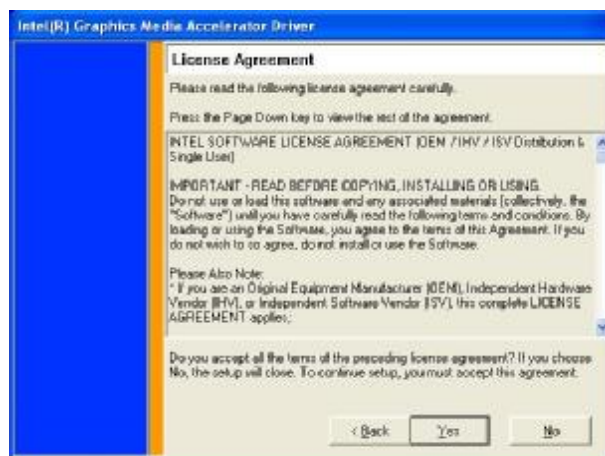 Intel(R) Graphics Media Accelerator Driver
License Agreement
Please read the following license agreement carefully.
Press the Page Down key to view the rest of the agreement.
INTEL SOFTWARE LICENSE AGREEMENT (OEM / IHV / ISV Distribution &
Single User)
IMPORTANT - READ BEFORE COPYING, INSTALLING OR USING.
Do not use or load this software and any associated materials (collectively, the
"Software") until you have carefully read the following terms and conditions. By
loading or using the Software, you agree to the terms of this Agreement. If you
do not wish to so agree, do not install or use the Software.
Please Also Note:
* If you are an Original Equipment Manufacturer (OEM), Independent Hardware
Vendor (IHV), or Independent Software Vendor (ISV), this complete LICENSE
AGREEMENT applies;
Do you accept all the terms of the preceding license agreement? If you choose
No, the setup will close. To continue setup, you must accept this agreement.
< Back Yes No